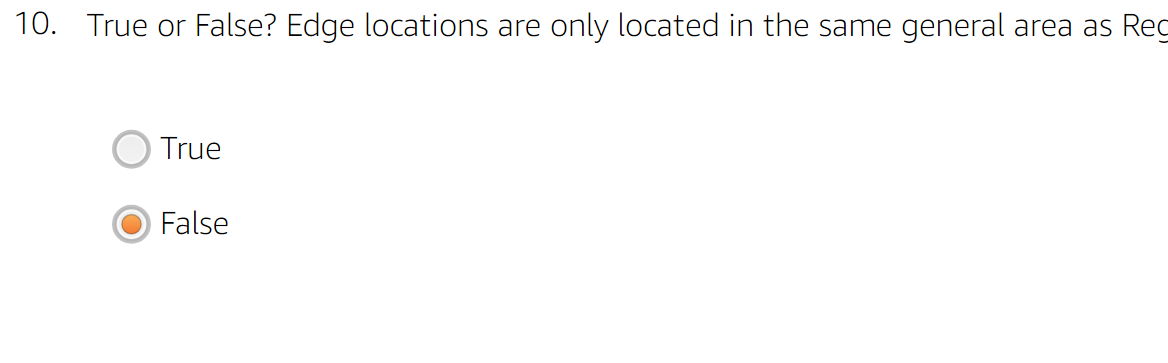 10. True or False? Edge locations are only located in the same general area as
True
False